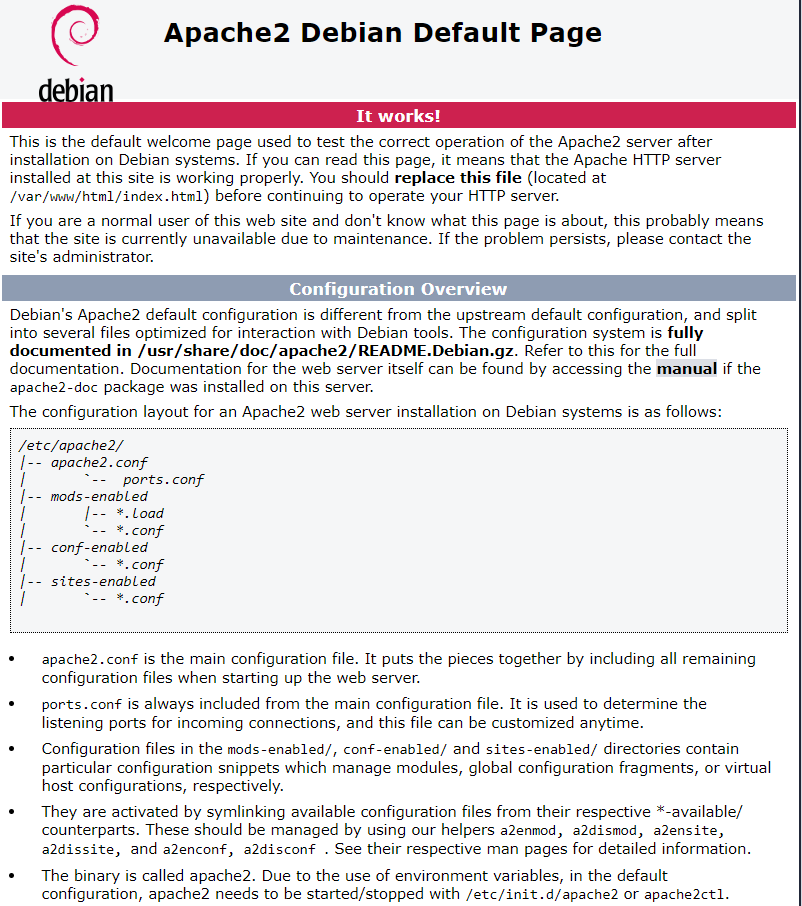 debian
Apache2 Debian Default Page
It works!
This is the default welcome page used to test the correct operation of the Apache2 server after
installation on Debian systems. If you can read this page, it means that the Apache HTTP server
installed at this site is working properly. You should replace this file (located at
/var/www/html/index.html) before continuing to operate your HTTP server.
If you are a normal user of this web site and don't know what this page is about, this probably means
that the site is currently unavailable due to maintenance. If the problem persists, please contact the
site's administrator.
Configuration Overview
Debian's Apache2 default configuration is different from the upstream default configuration, and split
into several files optimized for interaction with Debian tools. The configuration system is fully
documented in /usr/share/doc/apache2/README.Debian.gz. Refer to this for the full
documentation. Documentation for the web server itself can be found by accessing the manual if the
apache2-doc package was installed on this server.
The configuration layout for an Apache2 web server installation on Debian systems is as follows:
/etc/apache2/
|-- apache2.conf
|       `--  ports.conf
|-- mods-enabled
|       |-- *.load
|       `-- *.conf
|-- conf-enabled
|       `-- *.conf
|-- sites-enabled
|       `-- *.conf
• apache2.conf is the main configuration file. It puts the pieces together by including all remaining
configuration files when starting up the web server.
• ports.conf is always included from the main configuration file. It is used to determine the
listening ports for incoming connections, and this file can be customized anytime.
• Configuration files in the mods-enabled/, conf-enabled/ and sites-enabled/ directories contain
particular configuration snippets which manage modules, global configuration fragments, or virtual
host configurations, respectively.
• They are activated by symlinking available configuration files from their respective *-available/
counterparts. These should be managed by using our helpers a2enmod, a2dismod, a2ensite,
a2dissite, and a2enconf, a2disconf . See their respective man pages for detailed information.
• The binary is called apache2. Due to the use of environment variables, in the default
configuration, apache2 needs to be started/stopped with /etc/init.d/apache2 or apache2ctl.